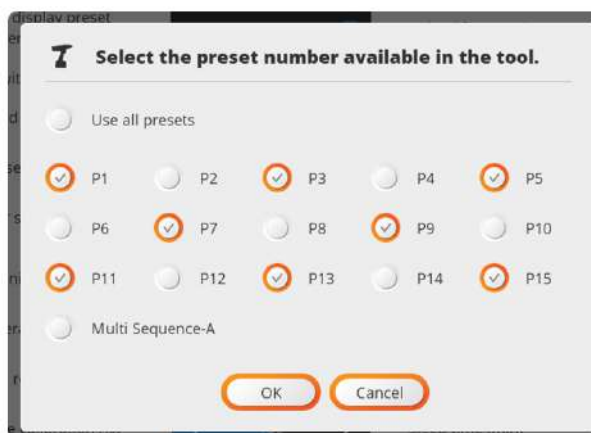 display preset
Select the preset number available in the tool.
Use all presets
P1 P2 P3 P4 P5
P6 P7 P8 P9 P10
P11 P12 P13 P14 P15
Multi Sequence-A
OK Cancel